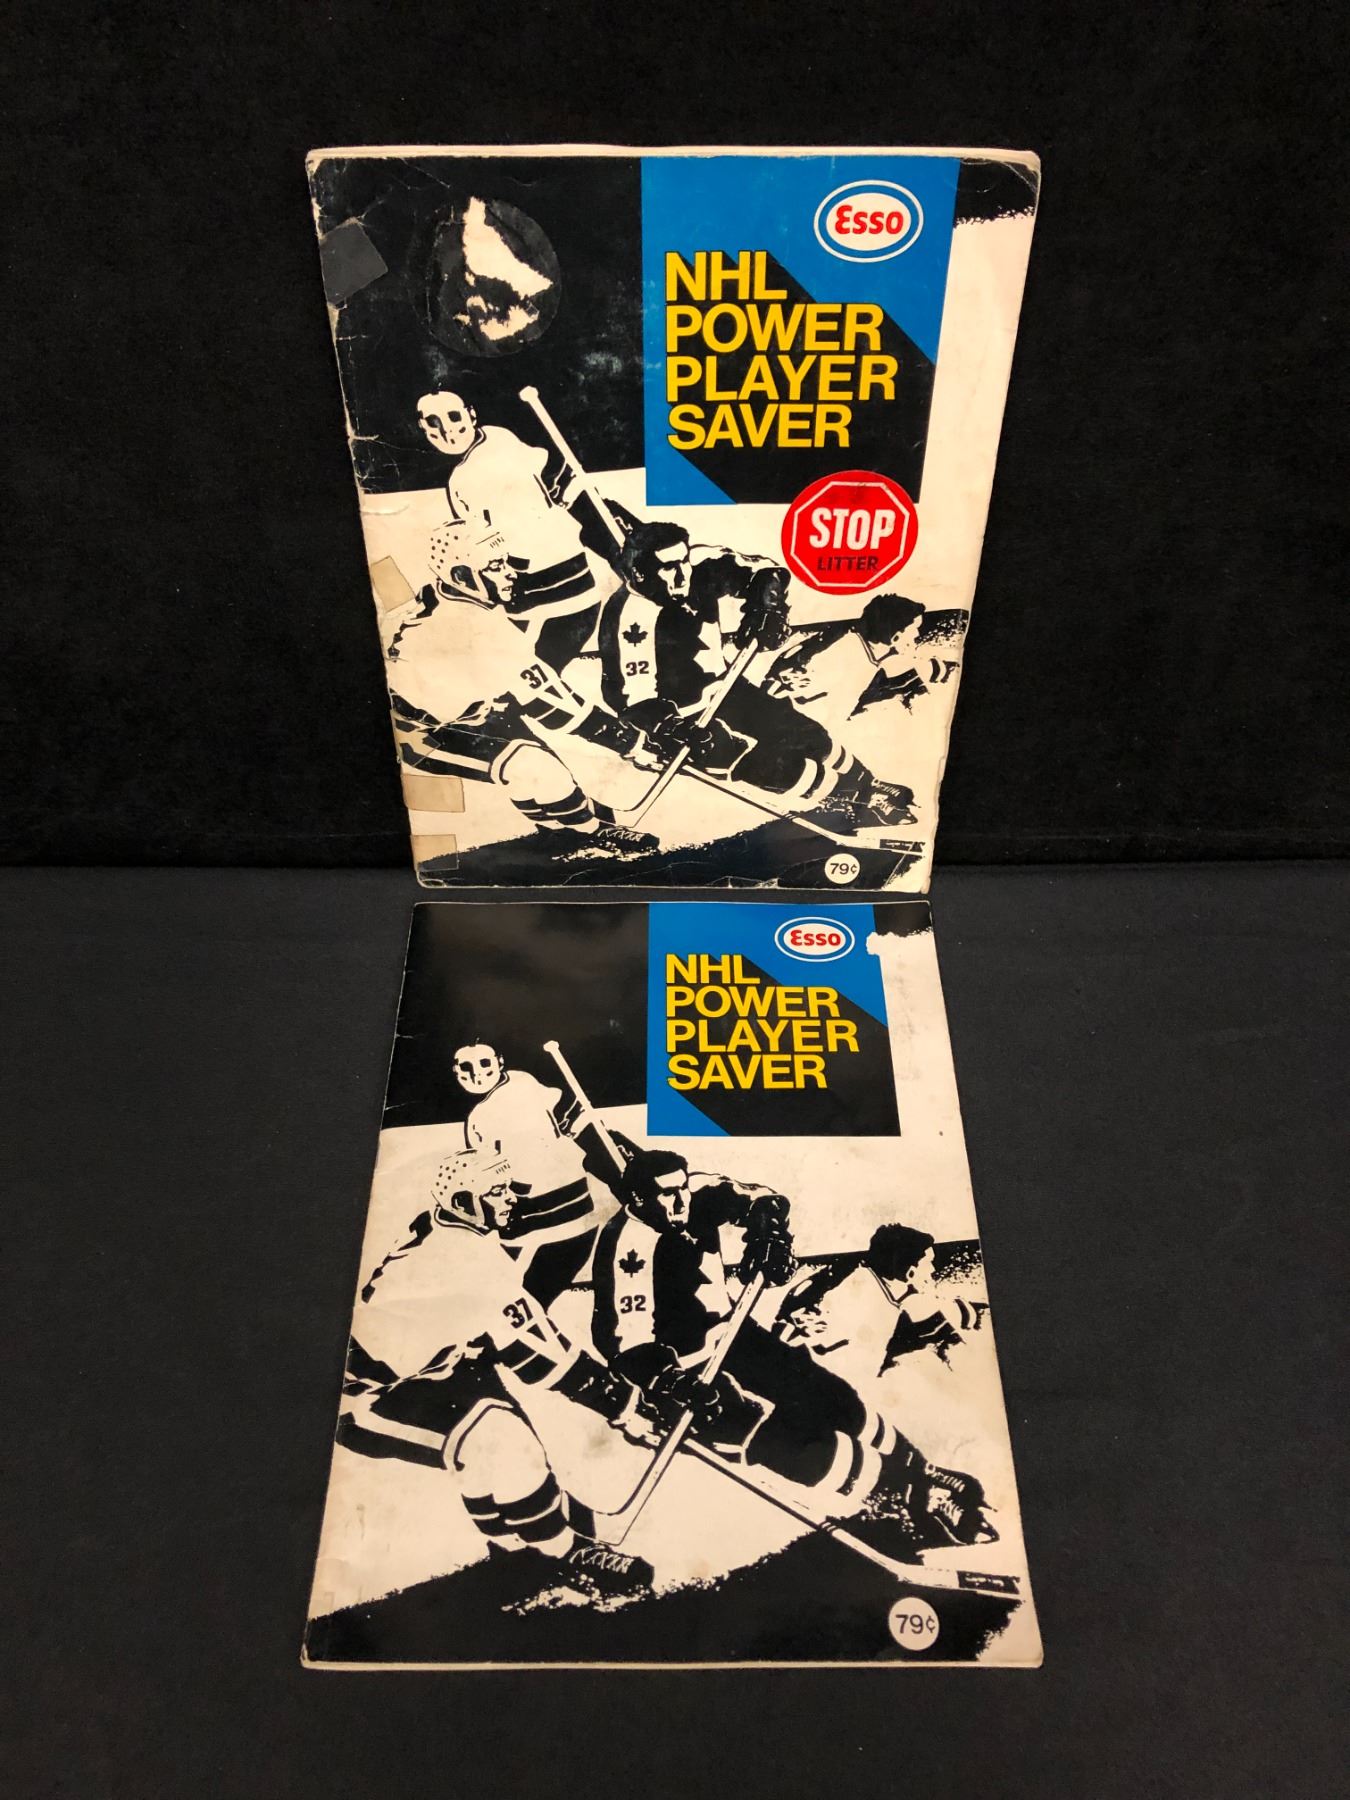 Esso
NHL
POWER
PLAYER
SAVER
STOP
LITTER
32
37
79¢
Esso
NHL
POWER
PLAYER
SAVER
37
32
79¢